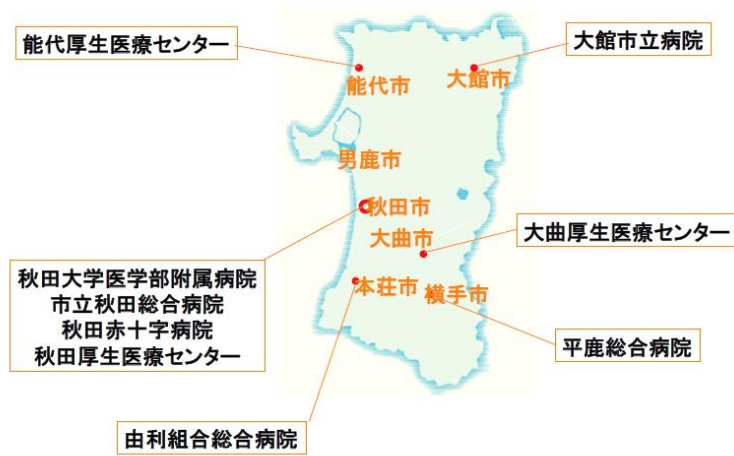 能代厚生医療センター
大館市立病院
能代市
大館市
男鹿市
秋田市
大曲市
大曲厚生医療センター
秋田大学医学部附属病院
市立秋田総合病院
秋田赤十字病院
秋田厚生医療センター
本荘市
横手市
平鹿総合病院
由利組合総合病院